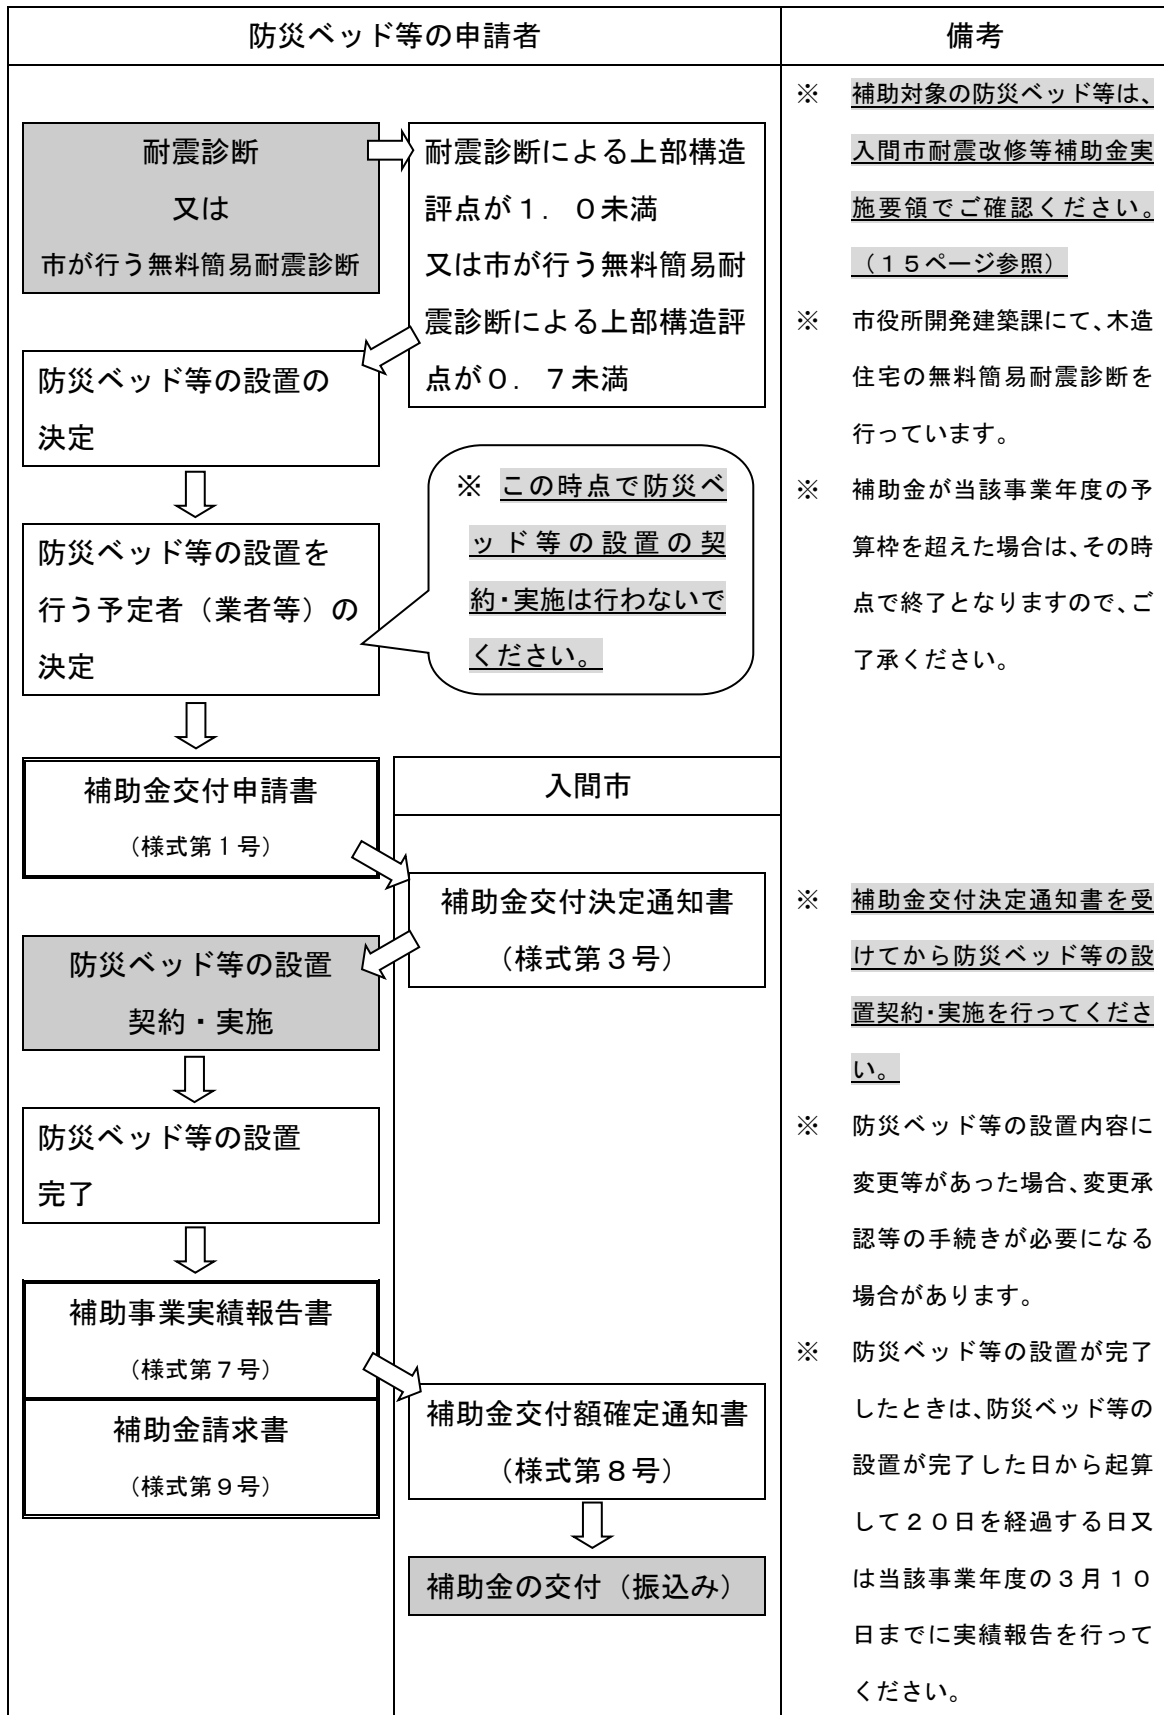 防災ベッド等の申請者
備考
耐震診断
又は
市が行う無料簡易耐震診断
耐震診断による上部構造
評点が１．０未満
又は市が行う無料簡易耐
震診断による上部構造評
点が０．７未満
防災ベッド等の設置の
決定
※ この時点で防災ベ
ッド等の設置の契
約・実施は行わないで
ください。
防災ベッド等の設置を
行う予定者（業者等）の
決定
補助金交付申請書
（様式第１号）
入間市
補助金交付決定通知書
（様式第３号）
防災ベッド等の設置
契約・実施
防災ベッド等の設置
完了
補助事業実績報告書
（様式第７号）
補助金請求書
（様式第９号）
補助金交付額確定通知書
（様式第８号）
補助金の交付（振込み）
※ 補助対象の防災ベッド等は、
入間市耐震改修等補助金実
施要領でご確認ください。
（１５ページ参照）
※ 市役所開発建築課にて、木造
住宅の無料簡易耐震診断を
行っています。
※ 補助金が当該事業年度の予
算枠を超えた場合は、その時
点で終了となりますので、ご
了承ください。
※ 補助金交付決定通知書を受
けてから防災ベッド等の設
置契約・実施を行ってくださ
い。
※ 防災ベッド等の設置内容に
変更等があった場合、変更承
認等の手続きが必要になる
場合があります。
※ 防災ベッド等の設置が完了
したときは、防災ベッド等の
設置が完了した日から起算
して２０日を経過する日又
は当該事業年度の３月１０
日までに実績報告を行って
ください。